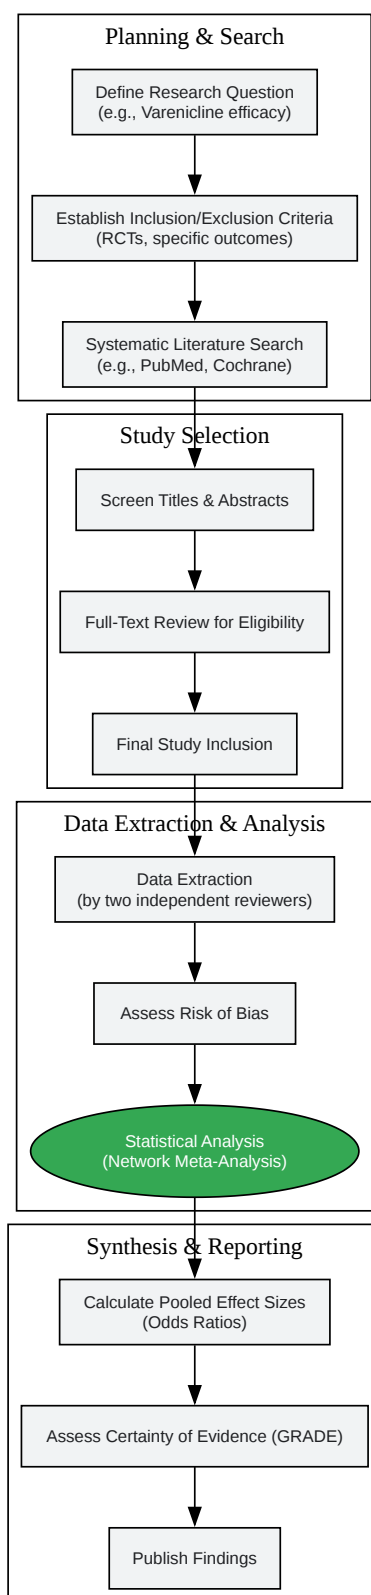 Planning & Search
Define Research Question
(e.g., Varenicline efficacy)
Establish Inclusion/Exclusion Criteria
(RCTs, specific outcomes)
Systematic Literature Search
(e.g., PubMed, Cochrane)
Study Selection
Screen Titles & Abstracts
Full-Text Review for Eligibility
Final Study Inclusion
Data Extraction & Analysis
Data Extraction
(by two independent reviewers)
Assess Risk of Bias
Statistical Analysis
(Network Meta-Analysis)
Synthesis & Reporting
Calculate Pooled Effect Sizes
(Odds Ratios)
Assess Certainty of Evidence (GRADE)
Publish Findings